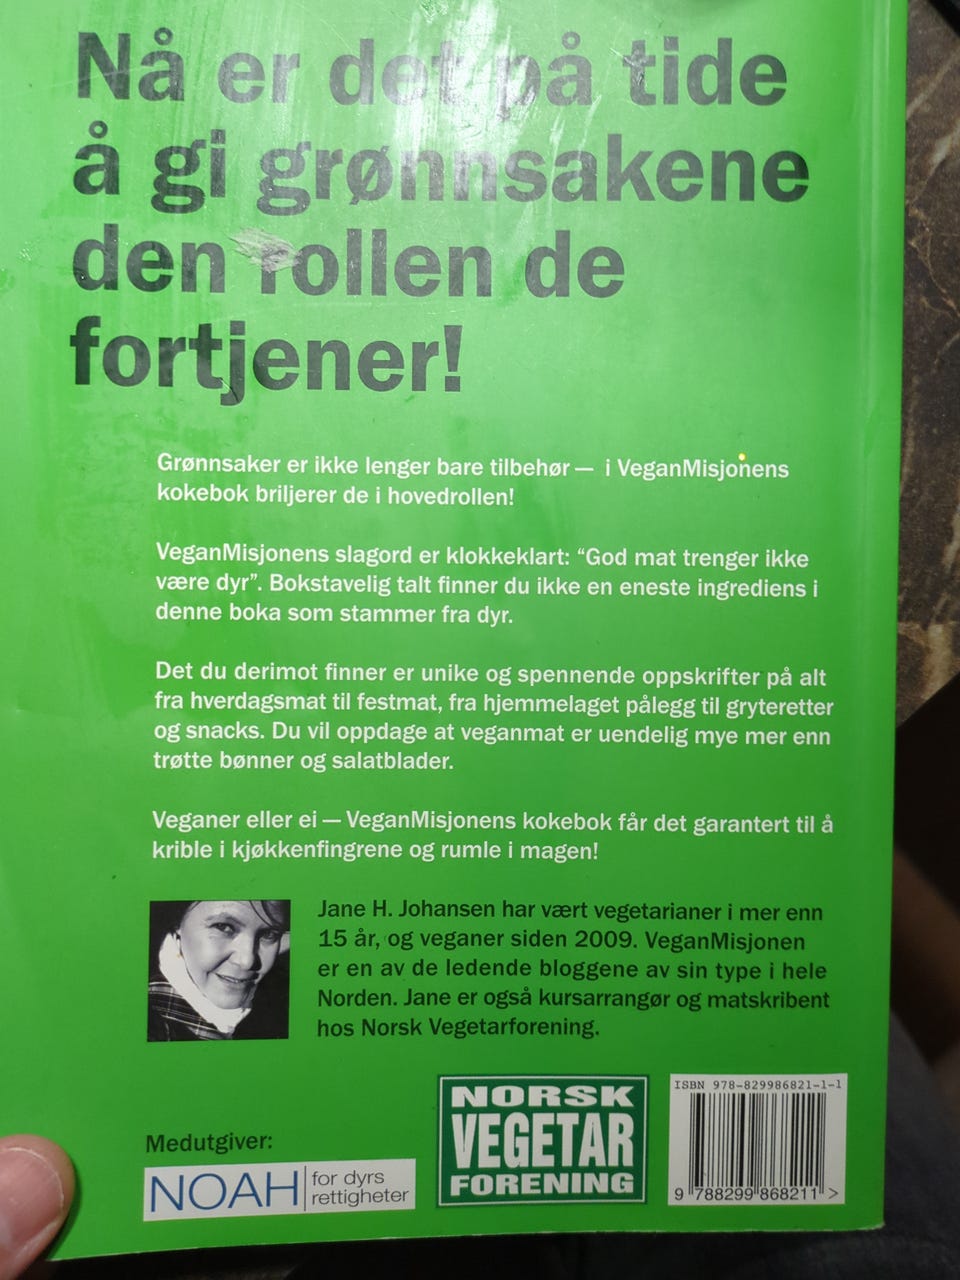 Nå er det på tide
å gi grønnsakene
den rollen de
fortjener!
Grønnsaker er ikke lenger bare tilbehør — i VeganMisjonens
kokebok briljerer de i hovedrollen!
VeganMisjonens slagord er klokkeklart: “God mat trenger ikke
være dyr”. Bokstavelig talt finner du ikke en eneste ingrediens i
denne boka som stammer fra dyr.
Det du derimot finner er unike og spennende oppskrifter på alt
fra hverdagsmat til festmat, fra hjemmelaget pålegg til gryteretter
og snacks. Du vil oppdage at veganmat er uendelig mye mer enn
trøtte bønner og salatblader.
Veganer eller ei — VeganMisjonens kokebok får det garantert til å
krible i kjøkkenfingrene og rumle i magen!
Jane H. Johansen har vært vegetarianer i mer enn
15 år, og veganer siden 2009. VeganMisjonen
er en av de ledende bloggene av sin type i hele
Norden. Jane er også kursarrangør og matskribent
hos Norsk Vegetarforening.
Medutgiver:
NOAH for dyrs
rettigheter
NORSK
VEGETAR
FORENING
ISBN 978-829986821-1-1
9 788299 868211 >